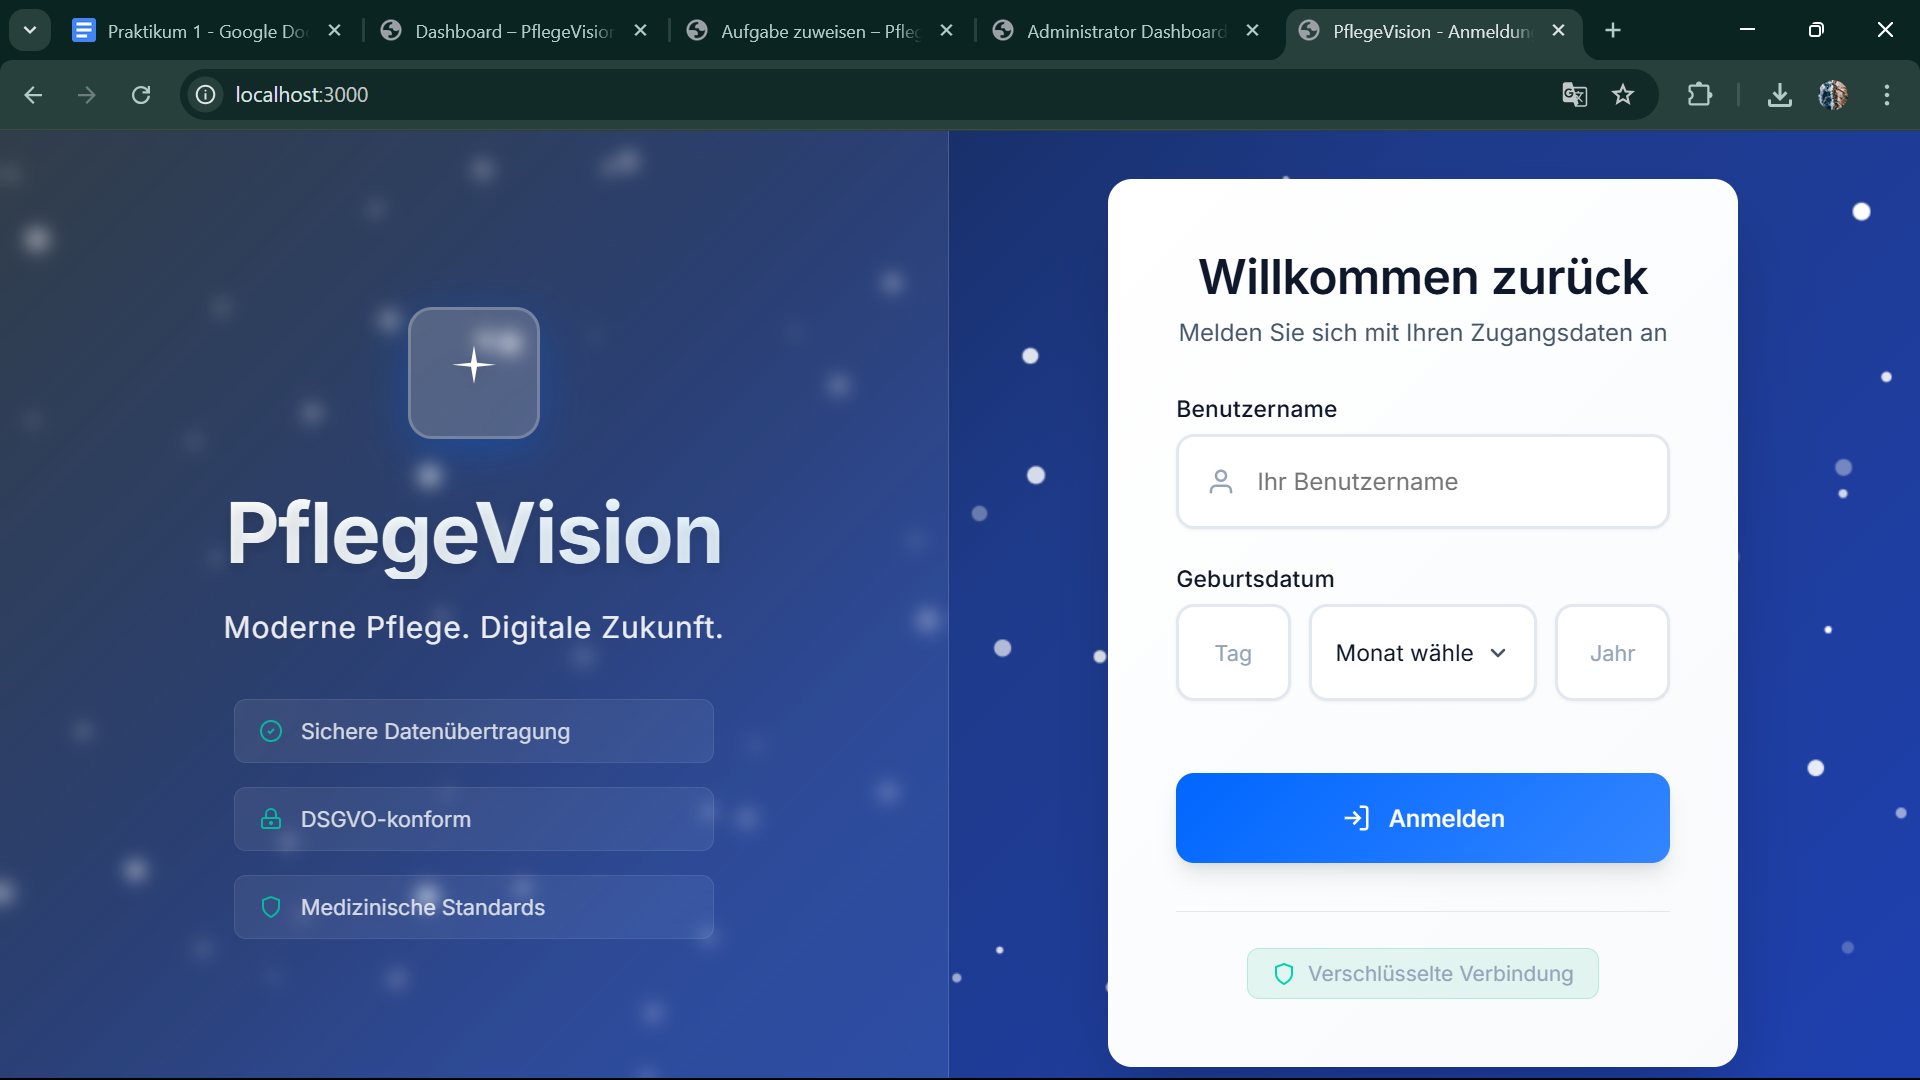 Praktikum 1 - Google Do
Dashboard – PflegeVision
Aufgabe zuweisen – Pfleg
Administrator Dashboard
PflegeVision - Anmeldun
localhost:3000
PflegeVision
Moderne Pflege. Digitale Zukunft.
Sichere Datenübertragung
DSGVO-konform
Medizinische Standards
Willkommen zurück
Melden Sie sich mit Ihren Zugangsdaten an
Benutzername
Ihr Benutzername
Geburtsdatum
Tag
Monat wähle
Jahr
Anmelden
Verschlüsselte Verbindung